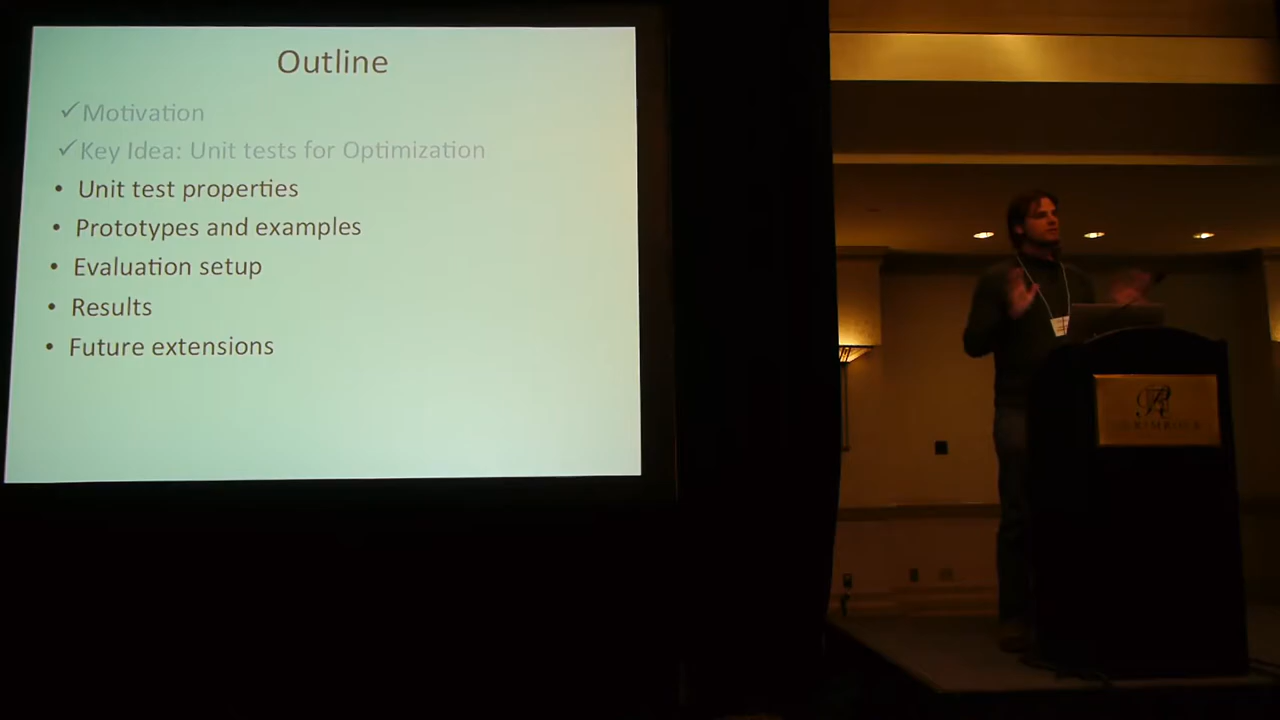 Outline
✓Motivation
✓Key Idea: Unit tests for Optimization
• Unit test properties
• Prototypes and examples
• Evaluation setup
• Results
• Future extensions